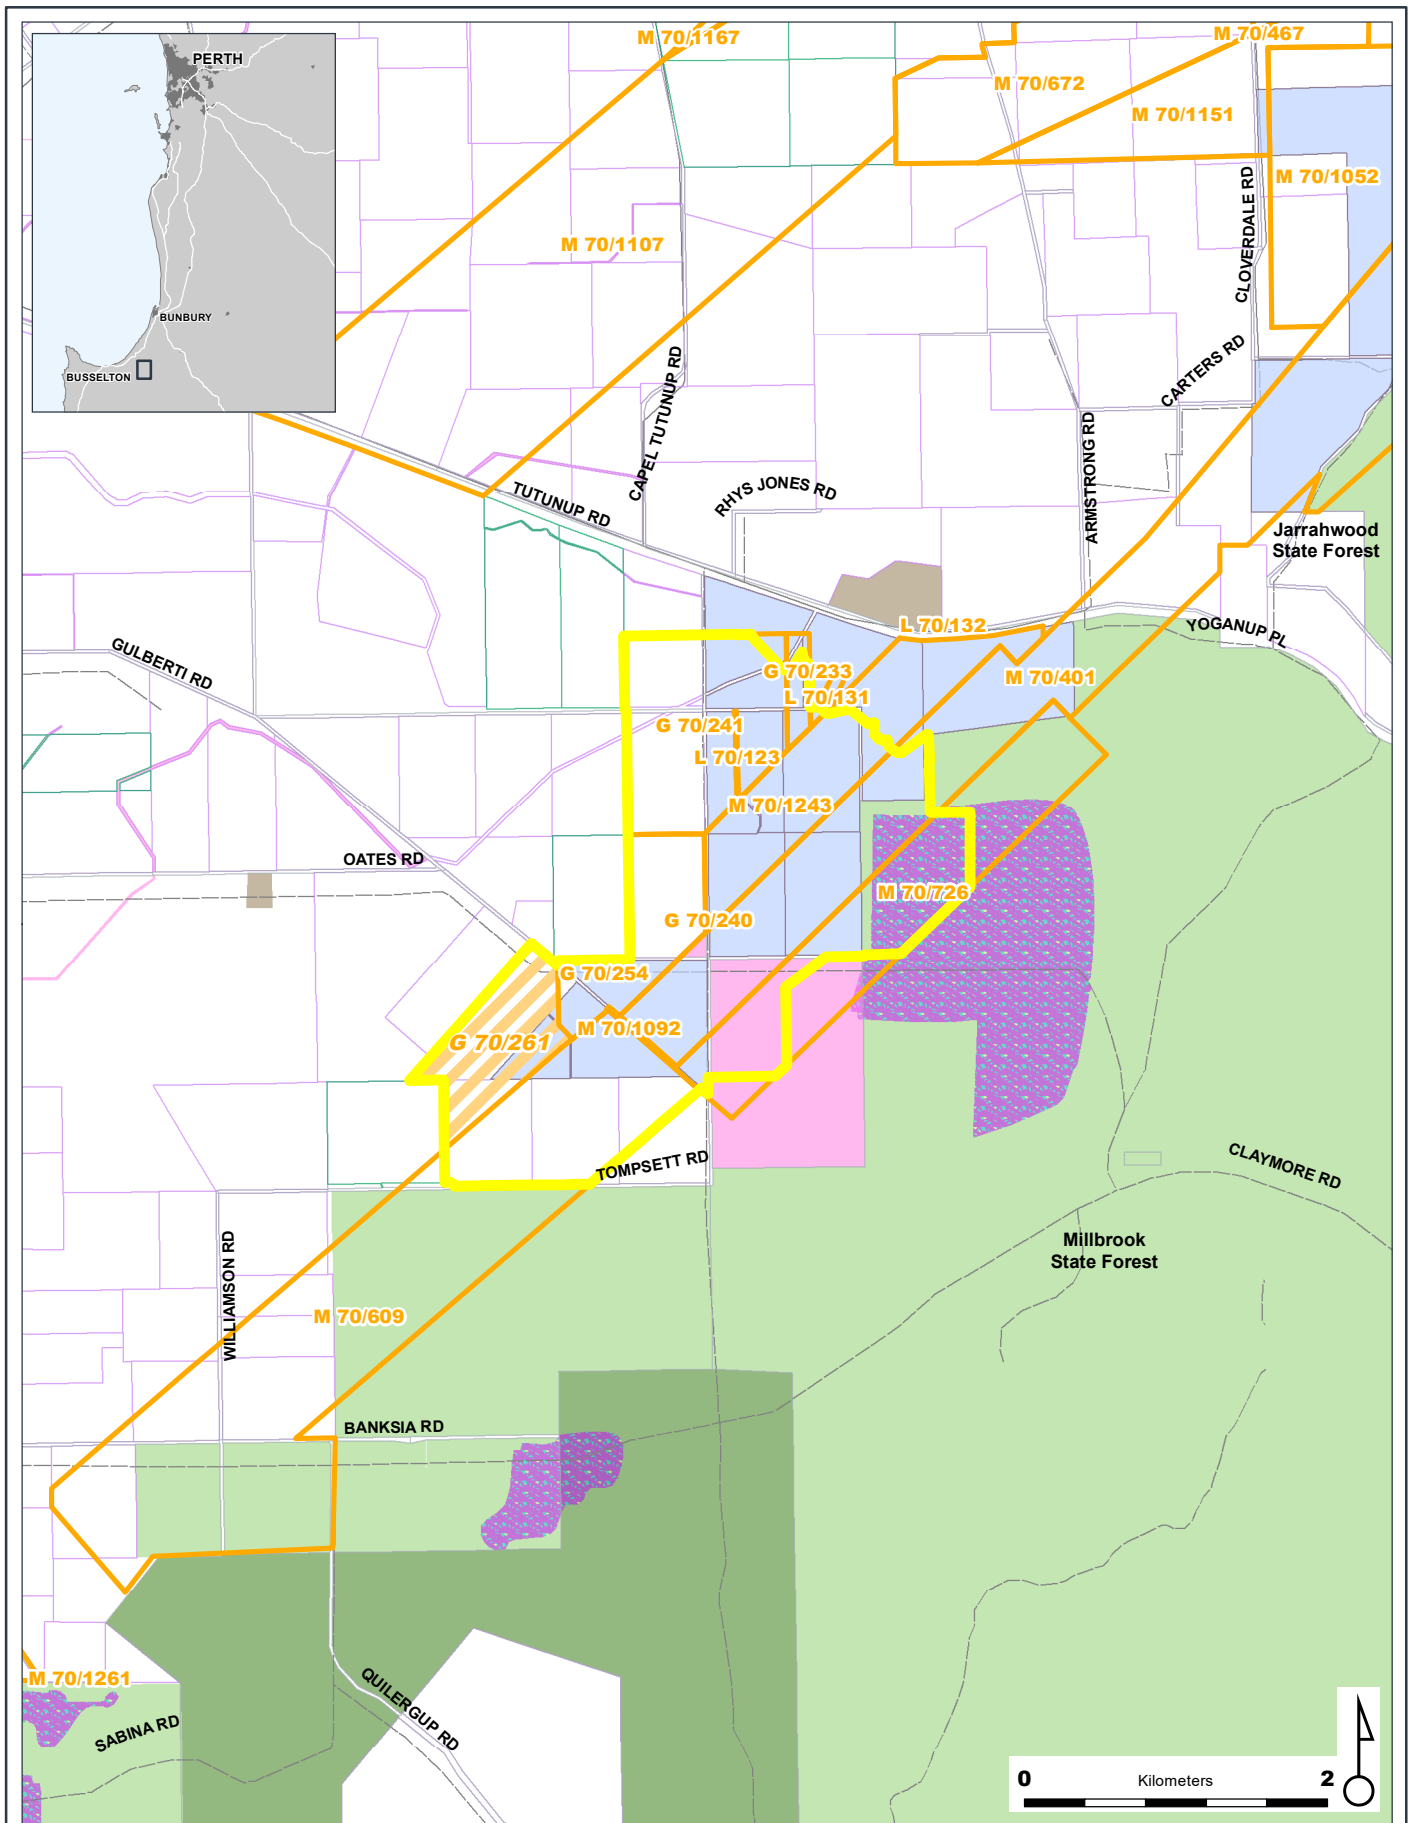 M 70/1167
M 70/467
PERTH
M 70/672
M 70/1151
M 70/1052
CLOVERDALE RD
M 70/1107
BUNBURY
BUSSELTON
CARTERS RD
CAPEL TUTUNUP RD
ARMSTRONG RD
RHYS JONES RD
TUTUNUP RD
Jarrahwood
State Forest
L 70/132
YOGANUP PL
GULBERTI RD
G 70/233
M 70/401
L 70/131
G 70/241
L 70/123
M 70/1243
OATES RD
M 70/726
G 70/240
G 70/254
M 70/1092
G 70/261
TOMPSETT RD
CLAYMORE RD
Millbrook
State Forest
WILLIAMSON RD
M 70/609
BANKSIA RD
M 70/1261
QUILERGUP RD
SABINA RD
0 Kilometers 2